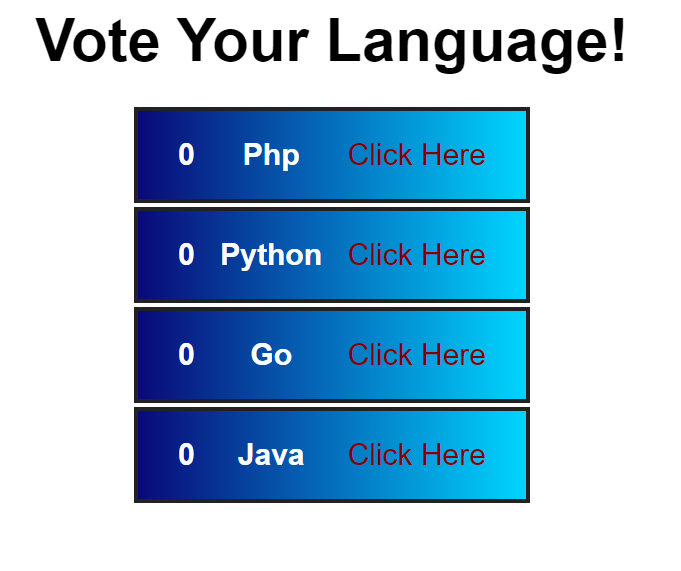 Vote Your Language!
0 Php Click Here
0 Python Click Here
0 Go Click Here
0 Java Click Here